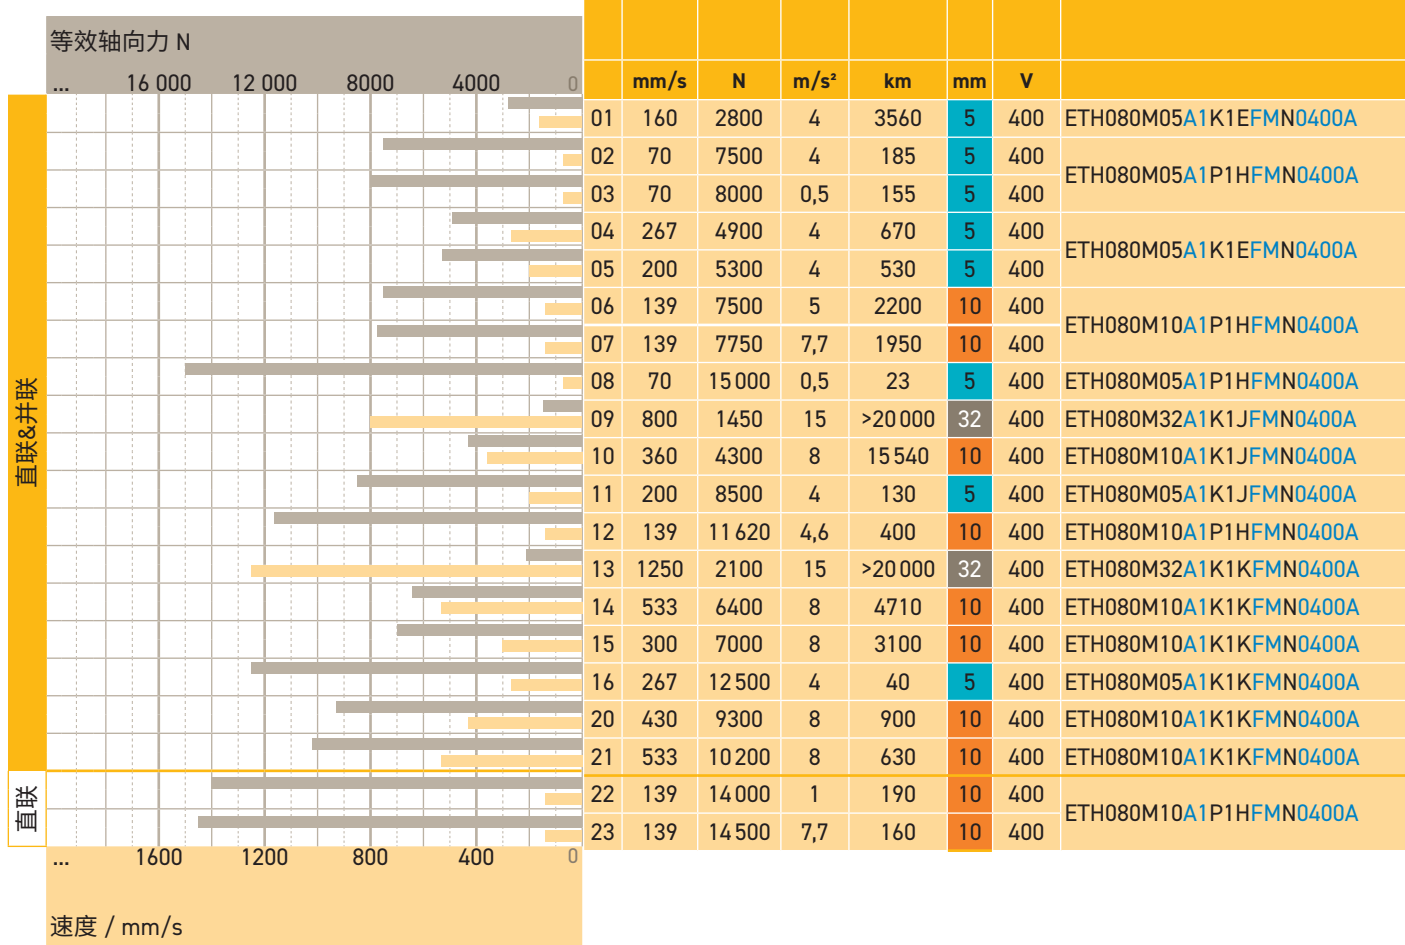 等效轴向力 N
... 16 000 12 000 8000 4000 0
mm/s N m/s² km mm V
直联&并联
01 160 2800 4 3560 5 400 ETH080M05A1K1EFMN0400A
02 70 7500 4 185 5 400
ETH080M05A1P1HFMN0400A
03 70 8000 0,5 155 5 400
04 267 4900 4 670 5 400
ETH080M05A1K1EFMN0400A
05 200 5300 4 530 5 400
06 139 7500 5 2200 10 400
ETH080M10A1P1HFMN0400A
07 139 7750 7,7 1950 10 400
08 70 15 000 0,5 23 5 400 ETH080M05A1P1HFMN0400A
09 800 1450 15 >20 000 32 400 ETH080M32A1K1JFMN0400A
10 360 4300 8 15 540 10 400 ETH080M10A1K1JFMN0400A
11 200 8500 4 130 5 400 ETH080M05A1K1JFMN0400A
12 139 11 620 4,6 400 10 400 ETH080M10A1P1HFMN0400A
13 1250 2100 15 >20 000 32 400 ETH080M32A1K1KFMN0400A
14 533 6400 8 4710 10 400 ETH080M10A1K1KFMN0400A
15 300 7000 8 3100 10 400 ETH080M10A1K1KFMN0400A
16 267 12 500 4 40 5 400 ETH080M05A1K1KFMN0400A
20 430 9300 8 900 10 400 ETH080M10A1K1KFMN0400A
21 533 10 200 8 630 10 400 ETH080M10A1K1KFMN0400A
直联
22 139 14 000 1 190 10 400
ETH080M10A1P1HFMN0400A
23 139 14 500 7,7 160 10 400
... 1600 1200 800 400 0
速度 / mm/s